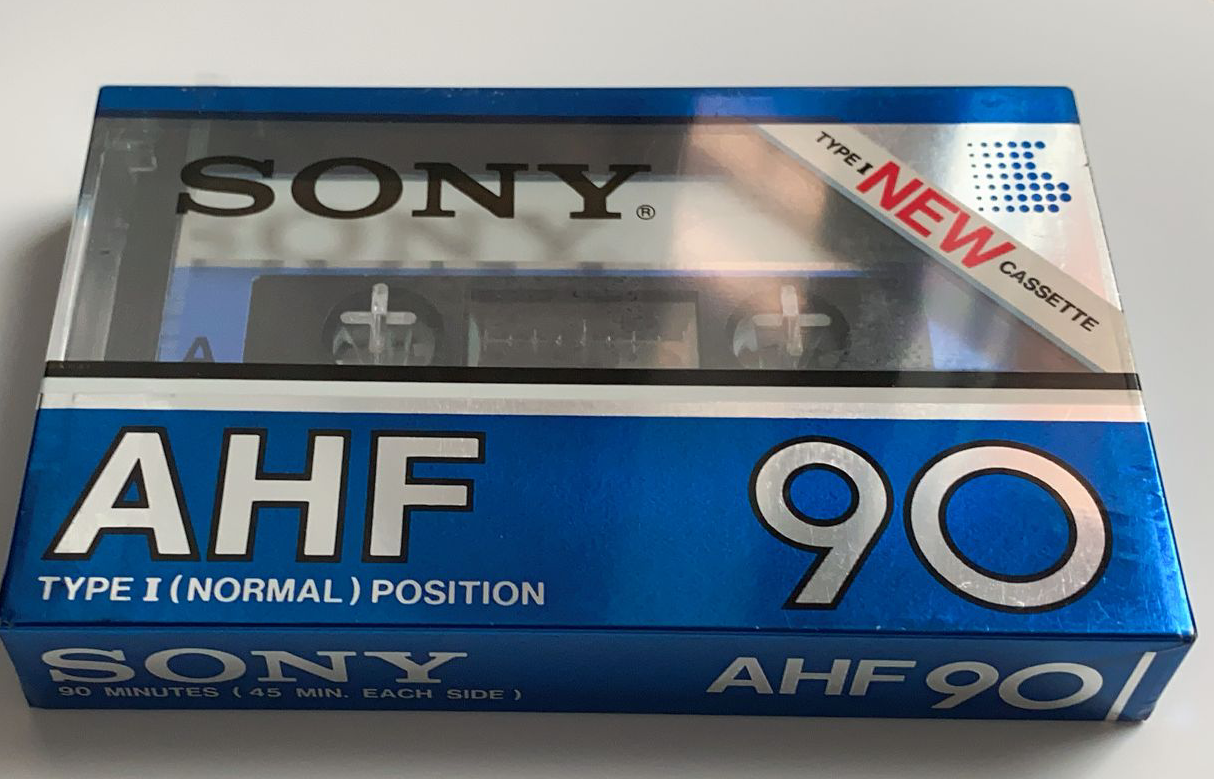 SONY®
TYPE I NEW CASSETTE
A
AHF 90
TYPE I (NORMAL) POSITION
SONY
90 MINUTES (45 MIN. EACH SIDE)
AHF 90